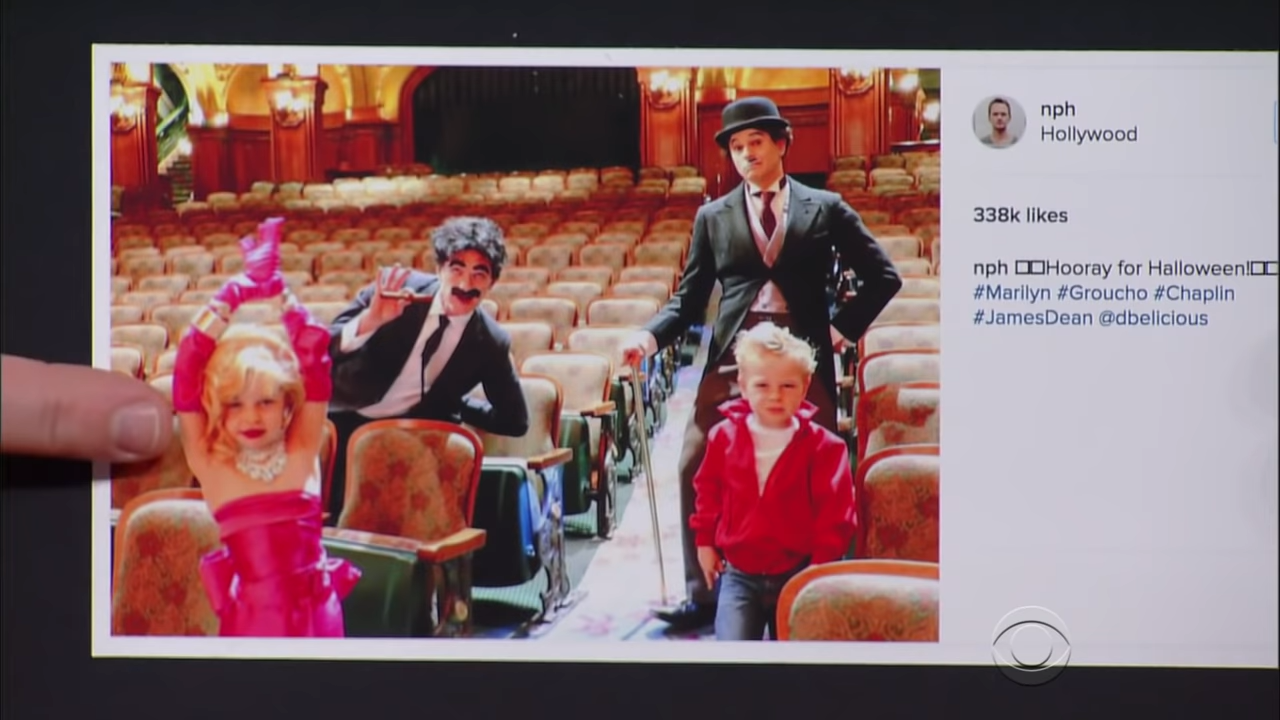 nph
Hollywood
338k likes
nph □□Hooray for Halloween!□□
#Marilyn #Groucho #Chaplin
#JamesDean @dbelicious